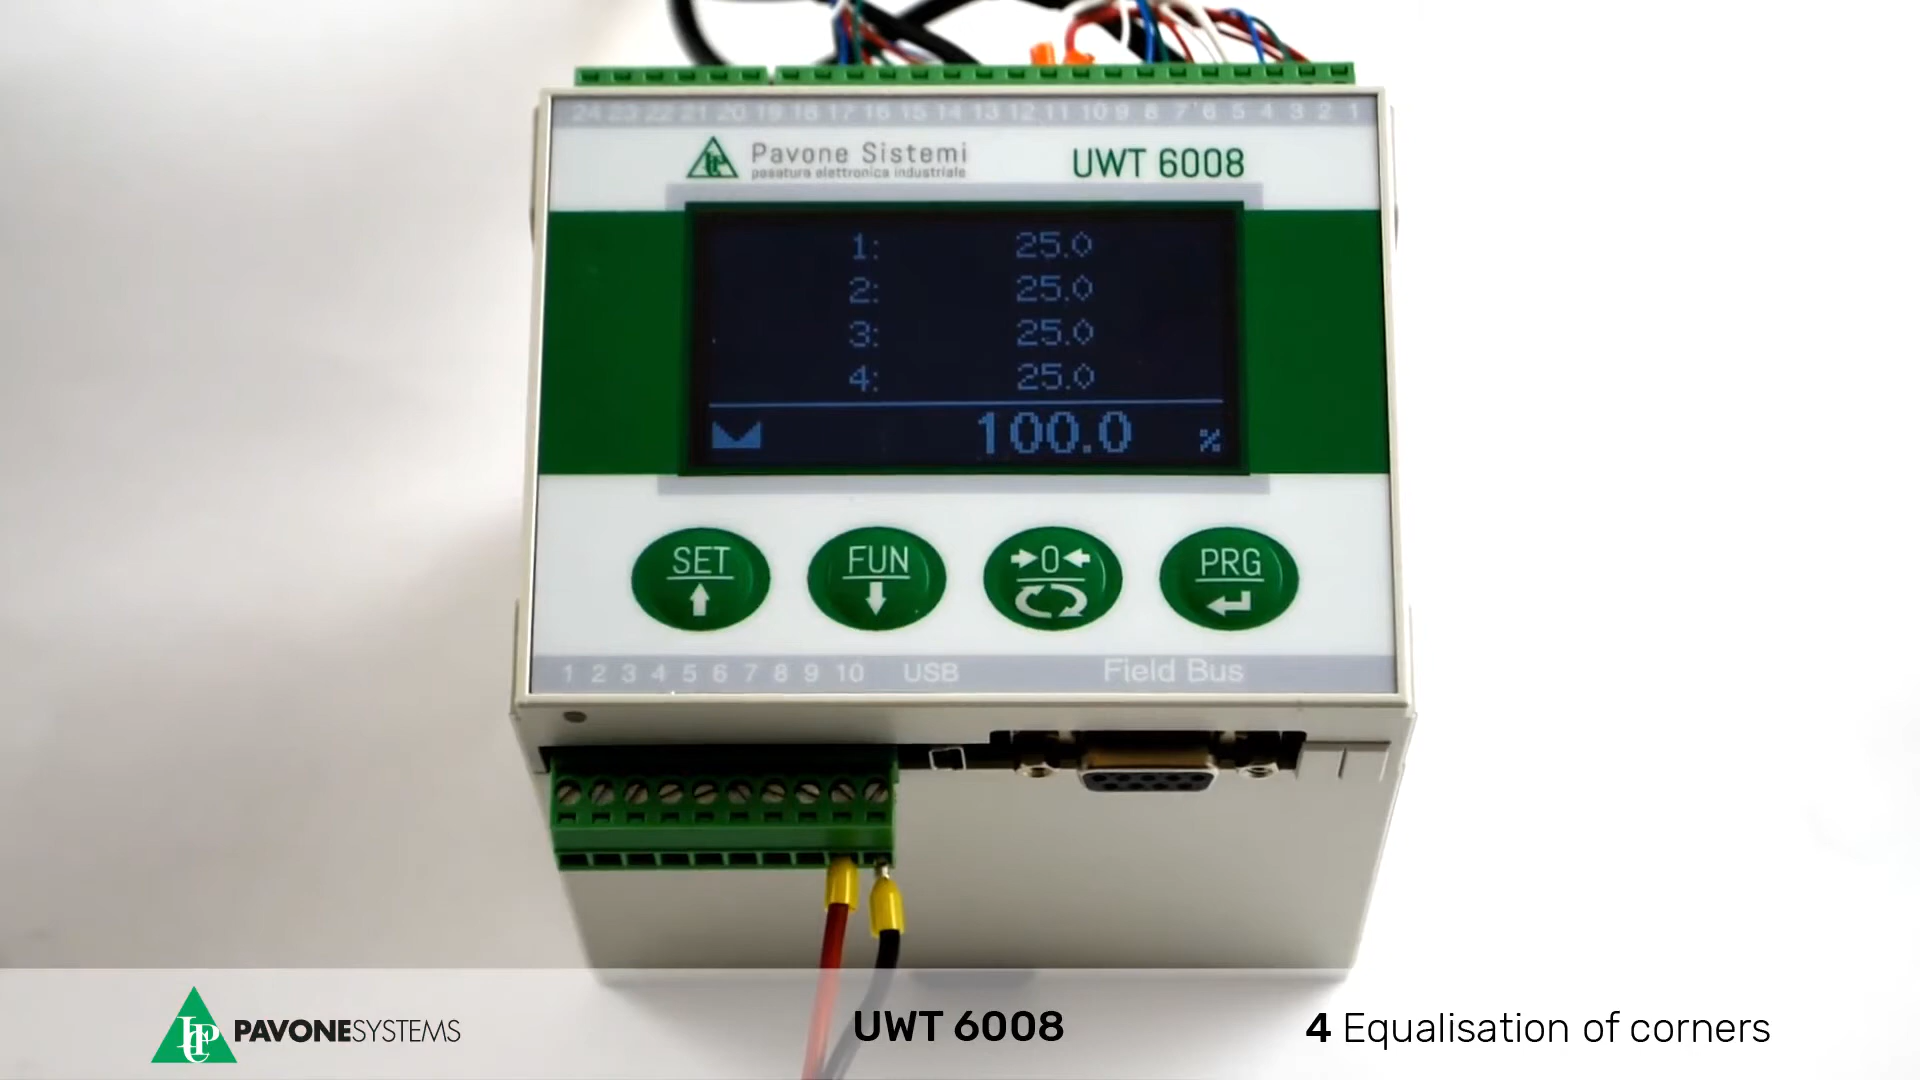 24 23 22 21 20 19 18 17 16 15 14 13 12 11 10 9 8 7 6 5 4 3 2 1
Pavone Sistemi
pesatura elettronica industriale
UWT 6008
1: 25.0
2: 25.0
3: 25.0
4: 25.0
100.0 %
SET
FUN
0
PRG
1 2 3 4 5 6 7 8 9 10 USB Field Bus
PAVONESYSTEMS
UWT 6008
4 Equalisation of corners